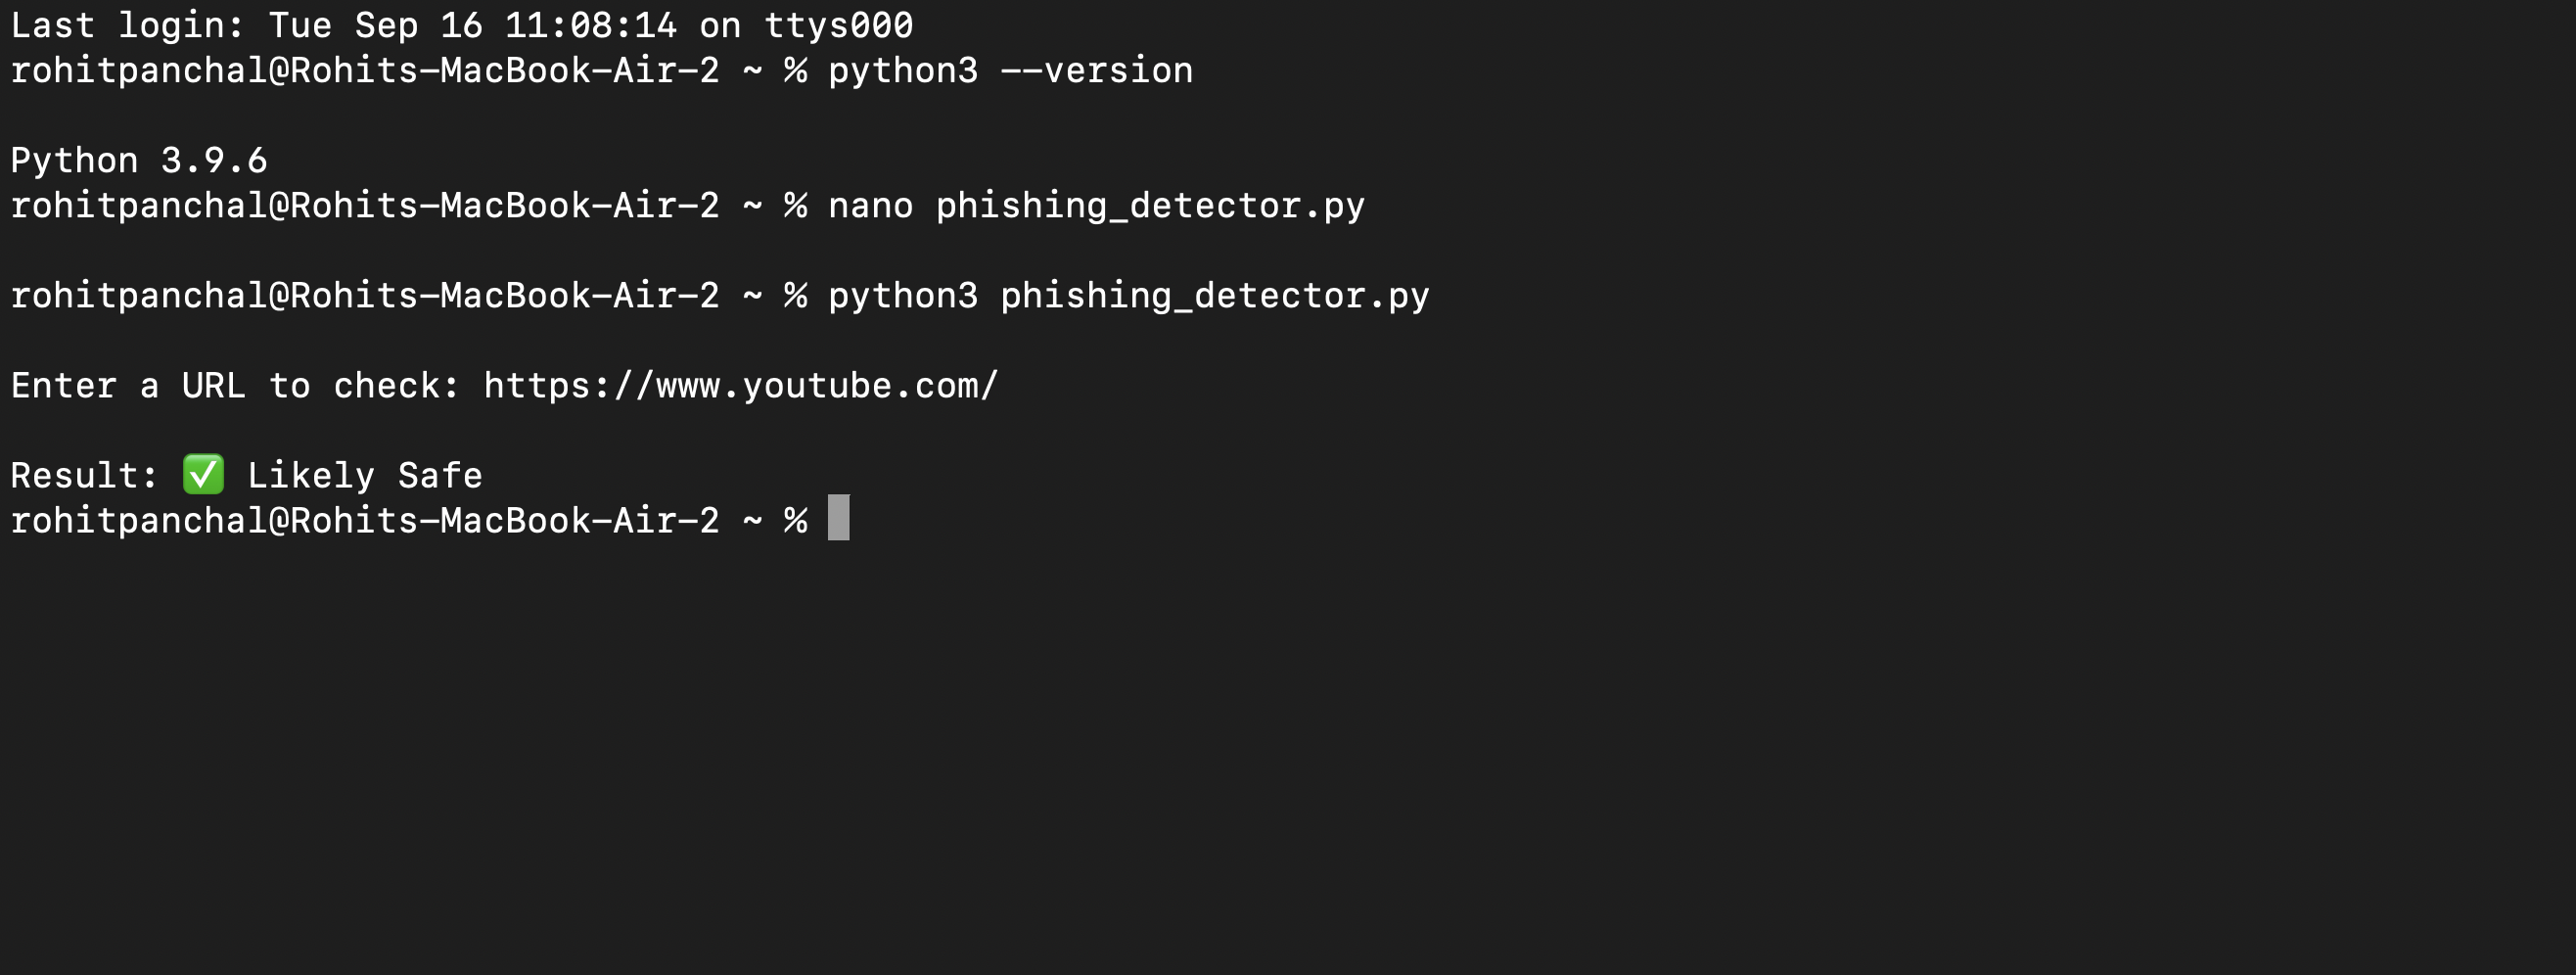 Last login: Tue Sep 16 11:08:14 on ttys000
rohitpanchal@Rohits-MacBook-Air-2 ~ % python3 --version
Python 3.9.6
rohitpanchal@Rohits-MacBook-Air-2 ~ % nano phishing_detector.py
rohitpanchal@Rohits-MacBook-Air-2 ~ % python3 phishing_detector.py
Enter a URL to check: https://www.youtube.com/
Result: ✅ Likely Safe
rohitpanchal@Rohits-MacBook-Air-2 ~ %